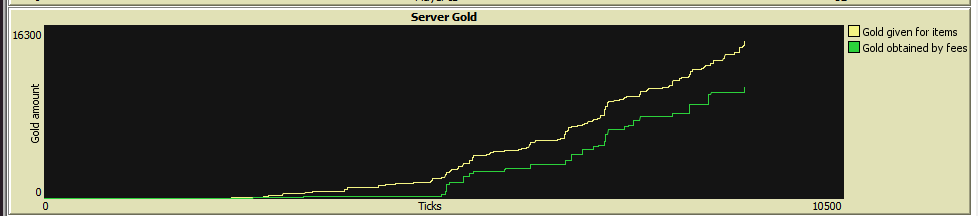 Server Gold
16300
Gold given for items
Gold obtained by fees
Gold amount
0
0
Ticks
10500